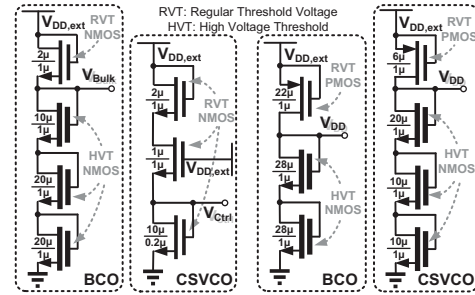 RVT: Regular Threshold Voltage
HVT: High Voltage Threshold
VDD,ext
RVT
NMOS
2µ
1µ
VBulk
10µ
1µ
HVT
NMOS
20µ
1µ
20µ
1µ
BCO
VDD,ext
2µ
1µ
RVT
NMOS
1µ
1µ
VDD,ext
VCtrl
10µ
0.2µ
CSVCO
VDD,ext
22µ
1µ
RVT
PMOS
VDD
28µ
1µ
HVT
NMOS
28µ
1µ
BCO
VDD,ext
RVT
PMOS
6µ
1µ
VDD
20µ
1µ
HVT
NMOS
10µ
1µ
10µ
1µ
CSVCO